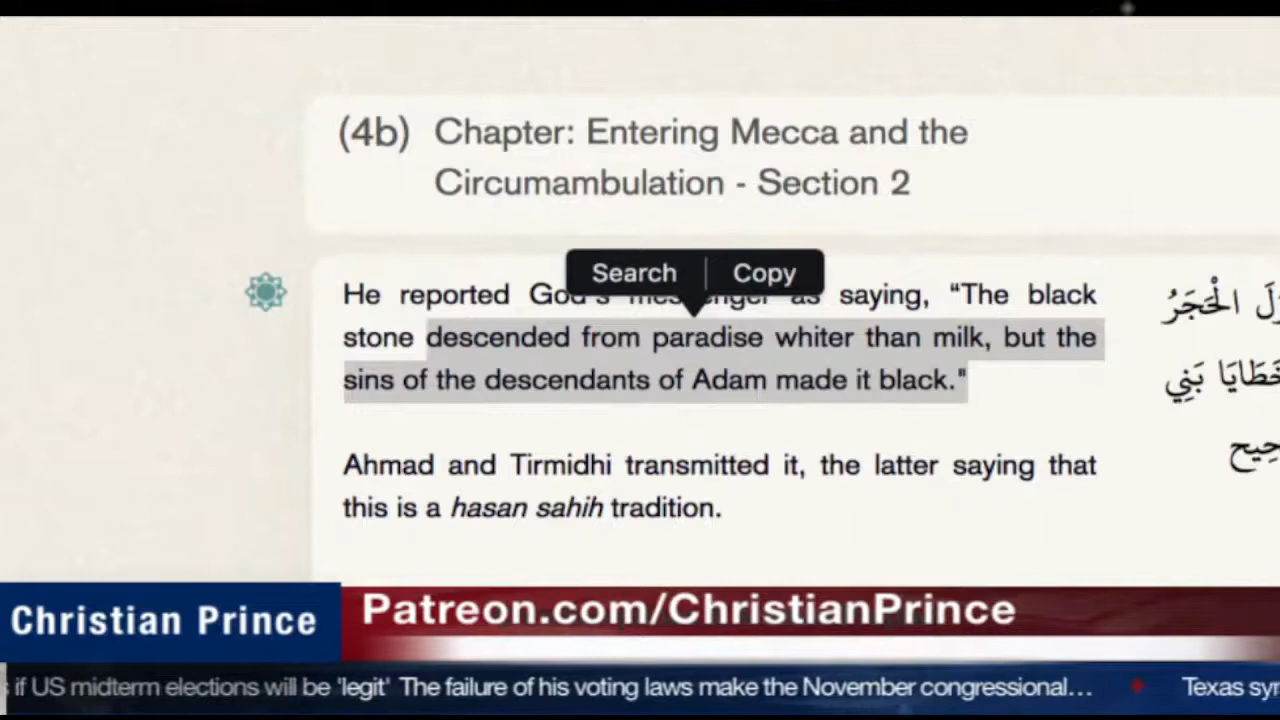 (4b) Chapter: Entering Mecca and the
Circumambulation - Section 2
Search Copy
He reported God's messenger as saying, “The black
stone descended from paradise whiter than milk, but the
sins of the descendants of Adam made it black."
الْحَجَرُ
بَنِي
Ahmad and Tirmidhi transmitted it, the latter saying that
this is a hasan sahih tradition.
Christian Prince
Patreon.com/ChristianPrince
if US midterm elections will be 'legit' The failure of his voting laws make the November congressional... Texas